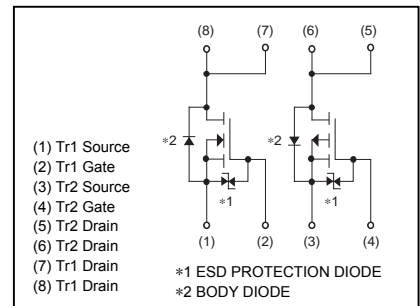 (8) (7) (6) (5)
*2 *2
*1 *1
(1) (2) (3) (4)
(1) Tr1 Source
(2) Tr1 Gate
(3) Tr2 Source
(4) Tr2 Gate
(5) Tr2 Drain
(6) Tr2 Drain
(7) Tr1 Drain
(8) Tr1 Drain
*1 ESD PROTECTION DIODE
*2 BODY DIODE